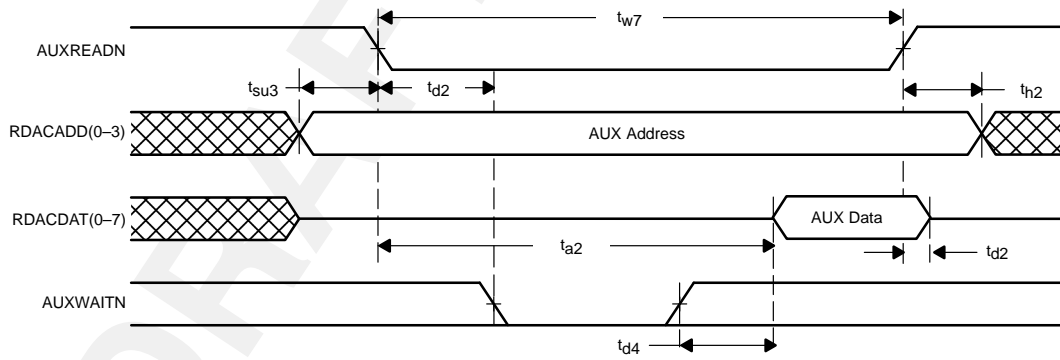 tw7
AUXREADN
tsu3
td2
th2
RDACADD(0–3)
AUX Address
RDACDAT(0–7)
AUX Data
ta2
td2
AUXWAITN
td4